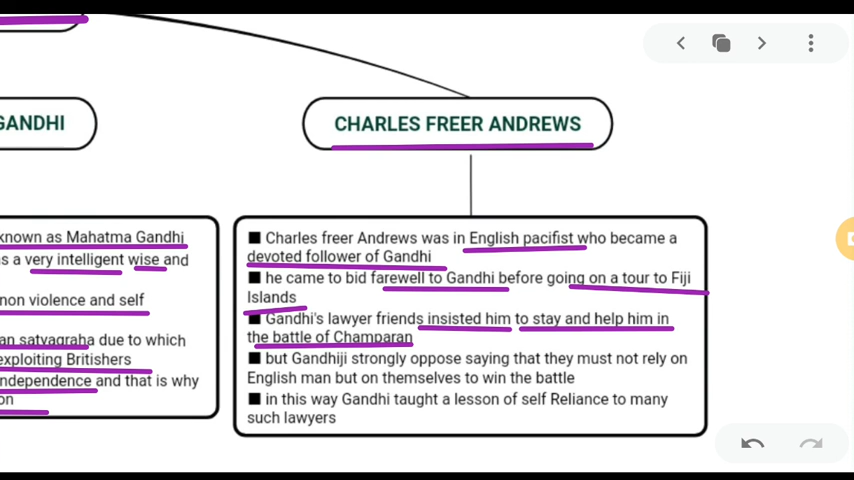 GANDHI
CHARLES FREER ANDREWS
known as Mahatma Gandhi
as a very intelligent wise and
non violence and self
an satyagraha due to which
exploiting Britishers
independence and that is why
on
■ Charles freer Andrews was in English pacifist who became a
devoted follower of Gandhi
■ he came to bid farewell to Gandhi before going on a tour to Fiji
Islands
■ Gandhi's lawyer friends insisted him to stay and help him in
the battle of Champaran
■ but Gandhiji strongly oppose saying that they must not rely on
English man but on themselves to win the battle
■ in this way Gandhi taught a lesson of self Reliance to many
such lawyers